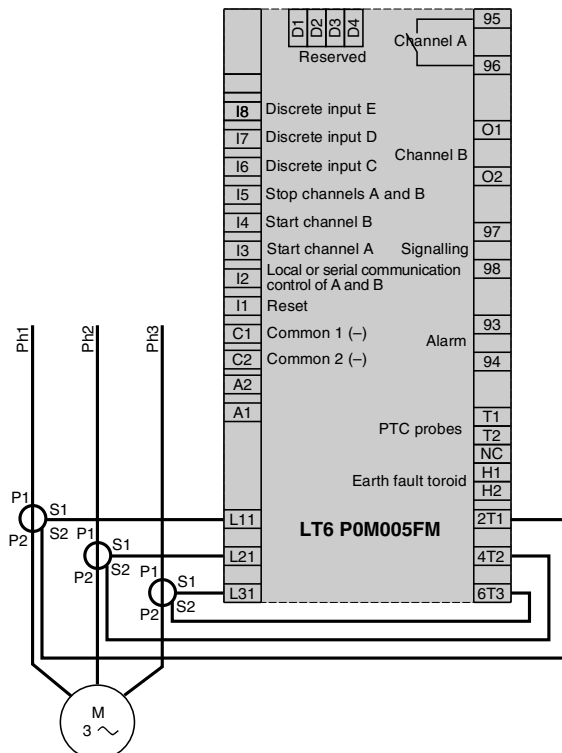 D1 D2 D3 D4
Reserved
95
Channel A
96
I8 Discrete input E
O1
I7 Discrete input D
Channel B
I6 Discrete input C
O2
I5 Stop channels A and B
I4 Start channel B
97
I3 Start channel A
Signalling
98
I2 Local or serial communication
control of A and B
I1 Reset
93
C1 Common 1 (–)
Alarm
C2 Common 2 (–)
94
A2
A1
Ph1 Ph2 Ph3
T1
PTC probes
T2
NC
Earth fault toroid
H1
H2
P1 S1
P2 S2
L11
LT6 P0M005FM
2T1
P1 S1
P2 S2
L21
4T2
P1 S1
P2 S2
L31
6T3
M
3 ~